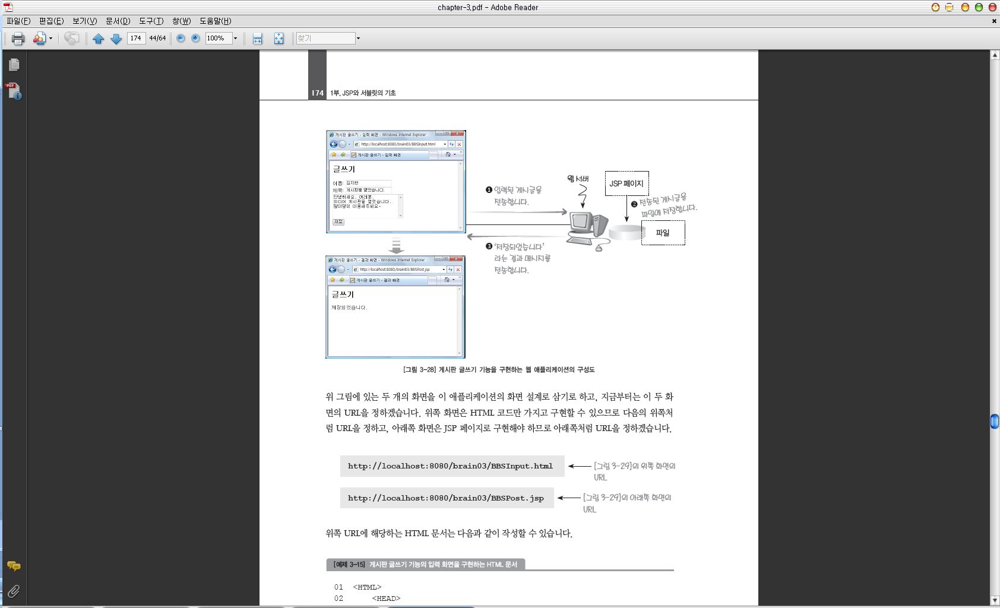 chapter-3.pdf - Adobe Reader
파일(F) 편집(E) 보기(V) 문서(D) 도구(T) 창(W) 도움말(H)
174 44/64 100% 찾기
174 1부. JSP와 서블릿의 기초
게시판 글쓰기 - 입력 화면 - Windows Internet Explorer
http://localhost:8080/brain03/BBSInput.html
게시판 글쓰기 - 입력 화면
글쓰기
이름: 김지현
제목: 게시판을 열었습니다.
안녕하세요, 여러분.
드디어 게시판을 열었습니다.
많이많이 이용해주세요~
저장
❶ 입력된 게시글을
전송합니다.
웹 서버
JSP 페이지
❷ 전송된 게시글을
파일에 저장합니다.
파일
❸ ‘저장되었습니다’
라는 결과 메시지를
전송합니다.
게시판 글쓰기 - 결과 화면 - Windows Internet Explorer
http://localhost:8080/brain03/BBSPost.jsp
게시판 글쓰기 - 결과 화면
글쓰기
저장되었습니다.
[그림 3-28] 게시판 글쓰기 기능을 구현하는 웹 애플리케이션의 구성도
위 그림에 있는 두 개의 화면을 이 애플리케이션의 화면 설계로 삼기로 하고, 지금부터는 이 두 화
면의 URL을 정하겠습니다. 위쪽 화면은 HTML 코드만 가지고 구현할 수 있으므로 다음의 위쪽처
럼 URL을 정하고, 아래쪽 화면은 JSP 페이지로 구현해야 하므로 아래쪽처럼 URL을 정하겠습니다.
http://localhost:8080/brain03/BBSInput.html
[그림 3-29]의 위쪽 화면의
URL
http://localhost:8080/brain03/BBSPost.jsp
[그림 3-29]의 아래쪽 화면의
URL
위쪽 URL에 해당하는 HTML 문서는 다음과 같이 작성할 수 있습니다.
[예제 3-15] 게시판 글쓰기 기능의 입력 화면을 구현하는 HTML 문서
01 <HTML>
02 <HEAD>